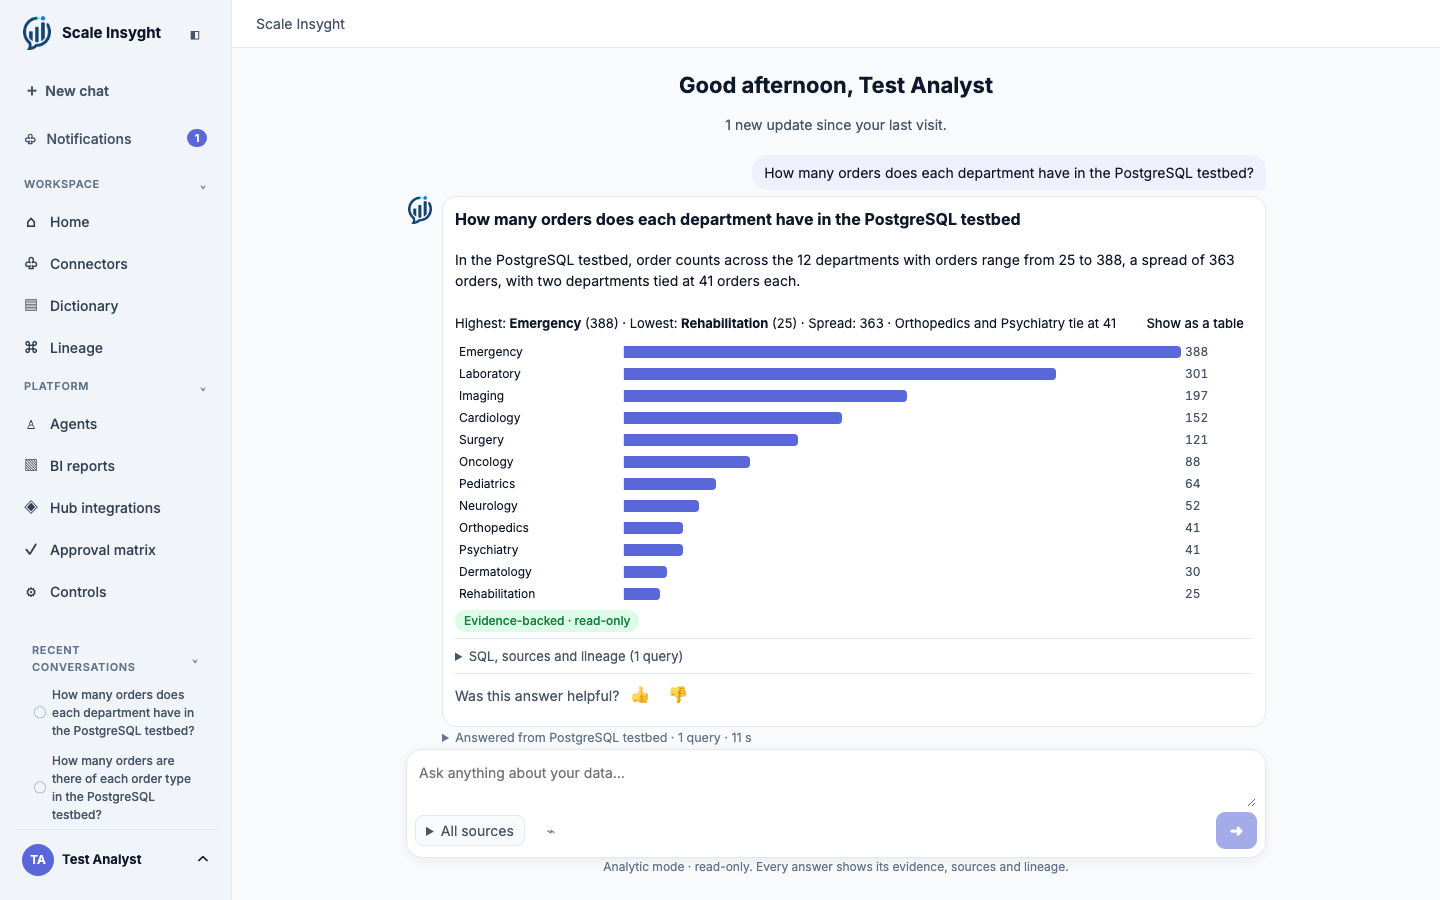 Scale Insyght
New chat
Notifications 1
WORKSPACE
Home
Connectors
Dictionary
Lineage
PLATFORM
Agents
BI reports
Hub integrations
Approval matrix
Controls
RECENT
CONVERSATIONS
How many orders does
each department have in
the PostgreSQL testbed?
How many orders are
there of each order type
in the PostgreSQL
testbed?
TA Test Analyst
Scale Insyght
Good afternoon, Test Analyst
1 new update since your last visit.
How many orders does each department have in the PostgreSQL testbed?
How many orders does each department have in the PostgreSQL testbed
In the PostgreSQL testbed, order counts across the 12 departments with orders range from 25 to 388, a spread of 363
orders, with two departments tied at 41 orders each.
Highest: Emergency (388) · Lowest: Rehabilitation (25) · Spread: 363 · Orthopedics and Psychiatry tie at 41 Show as a table
Emergency 388
Laboratory 301
Imaging 197
Cardiology 152
Surgery 121
Oncology 88
Pediatrics 64
Neurology 52
Orthopedics 41
Psychiatry 41
Dermatology 30
Rehabilitation 25
Evidence-backed · read-only
SQL, sources and lineage (1 query)
Was this answer helpful?
Answered from PostgreSQL testbed · 1 query · 11 s
Ask anything about your data...
All sources
Analytic mode · read-only. Every answer shows its evidence, sources and lineage.